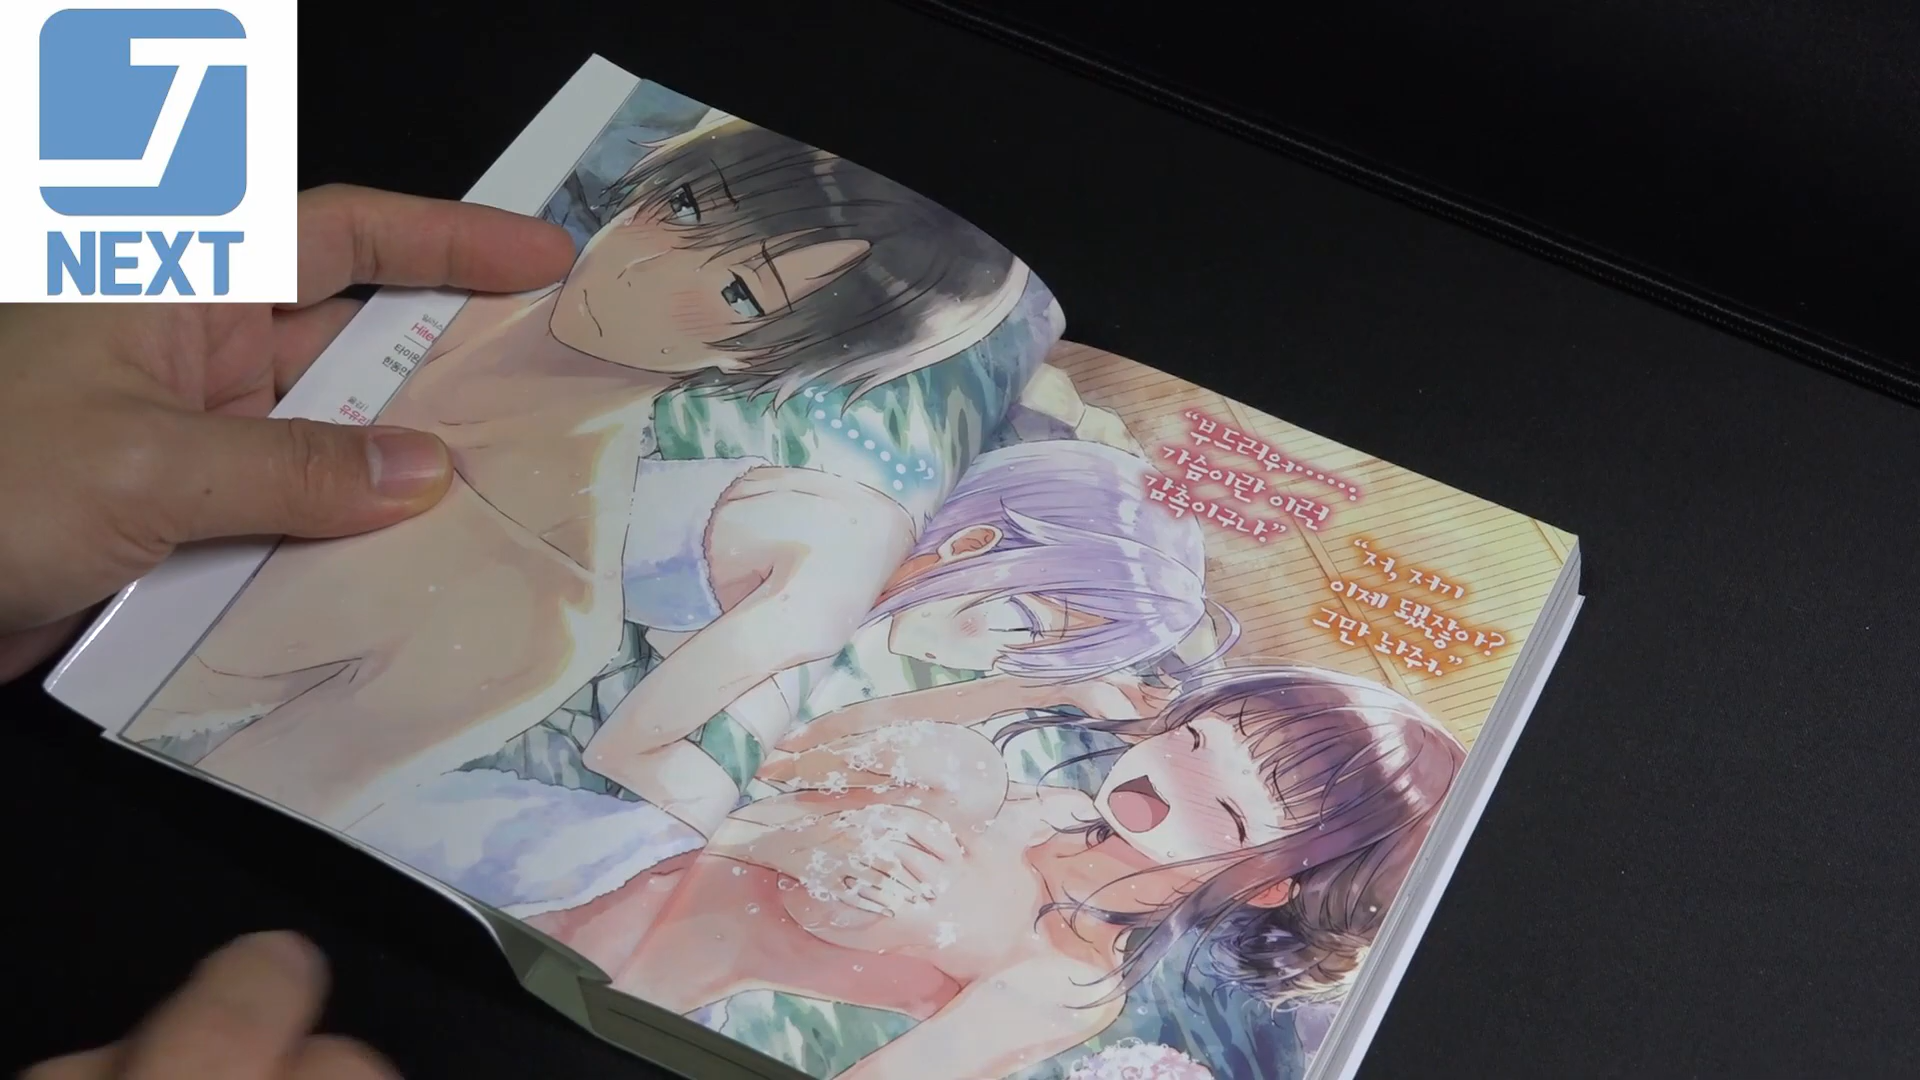 NEXT
“……”
“부드러워……
가슴이란 이런
감촉이구나.”
“저, 저기
이제 됐잖아?
그만 놔줘.”